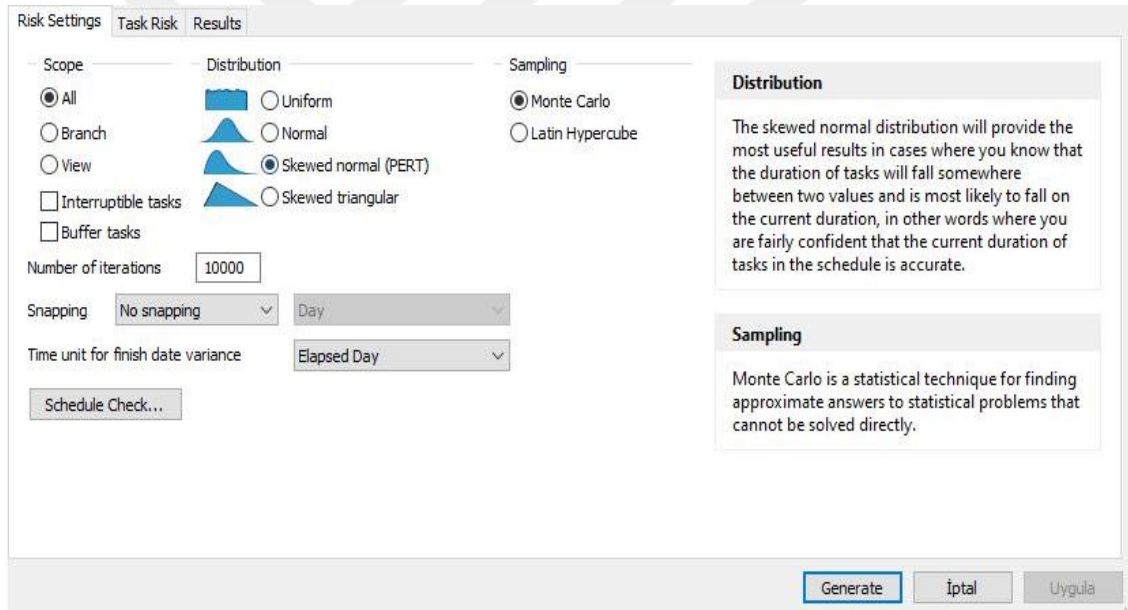 Risk Settings Task Risk Results
Scope
All
Branch
View
Interruptible tasks
Buffer tasks
Distribution
Uniform
Normal
Skewed normal (PERT)
Skewed triangular
Sampling
Monte Carlo
Latin Hypercube
Number of iterations 10000
Snapping No snapping Day
Time unit for finish date variance Elapsed Day
Schedule Check...
Distribution
The skewed normal distribution will provide the
most useful results in cases where you know that
the duration of tasks will fall somewhere
between two values and is most likely to fall on
the current duration, in other words where you
are fairly confident that the current duration of
tasks in the schedule is accurate.
Sampling
Monte Carlo is a statistical technique for finding
approximate answers to statistical problems that
cannot be solved directly.
Generate İptal Uygula